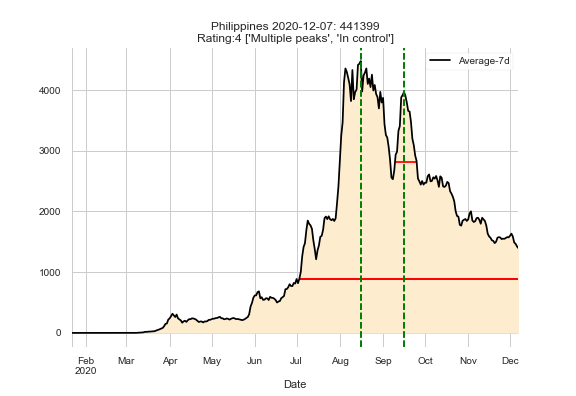 Philippines 2020-12-07: 441399
Rating:4 ['Multiple peaks', 'In control']
Average-7d
4000
3000
2000
1000
0
Feb Mar Apr May Jun Jul Aug Sep Oct Nov Dec
2020
Date